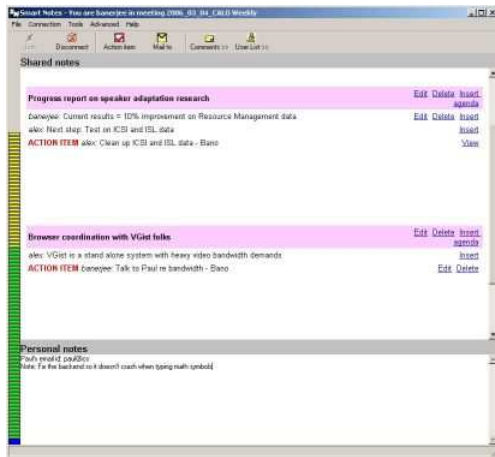 Smart Notes - You are banerjee in meeting 2006_03_04_CALO Weekly
File Connection Tools Advanced Help
Disconnect Action item Mail to Comments >> User List >>
Shared notes
Progress report on speaker adaptation research Edit Delete Insert agenda
banerjee: Current results = 10% improvement on Resource Management data Edit Delete Insert
alex: Next step: Test on ICSI and ISL data Insert
ACTION ITEM alex: Clean up ICSI and ISL data - Bano View
Browser coordination with VGist folks Edit Delete Insert agenda
alex: VGist is a stand alone system with heavy video bandwidth demands Insert
ACTION ITEM banerjee: Talk to Paul re bandwidth - Bano Edit Delete
Personal notes
Paul's email id: paul@cs
Note: Fix the backend so it doesn't crash when typing math symbols